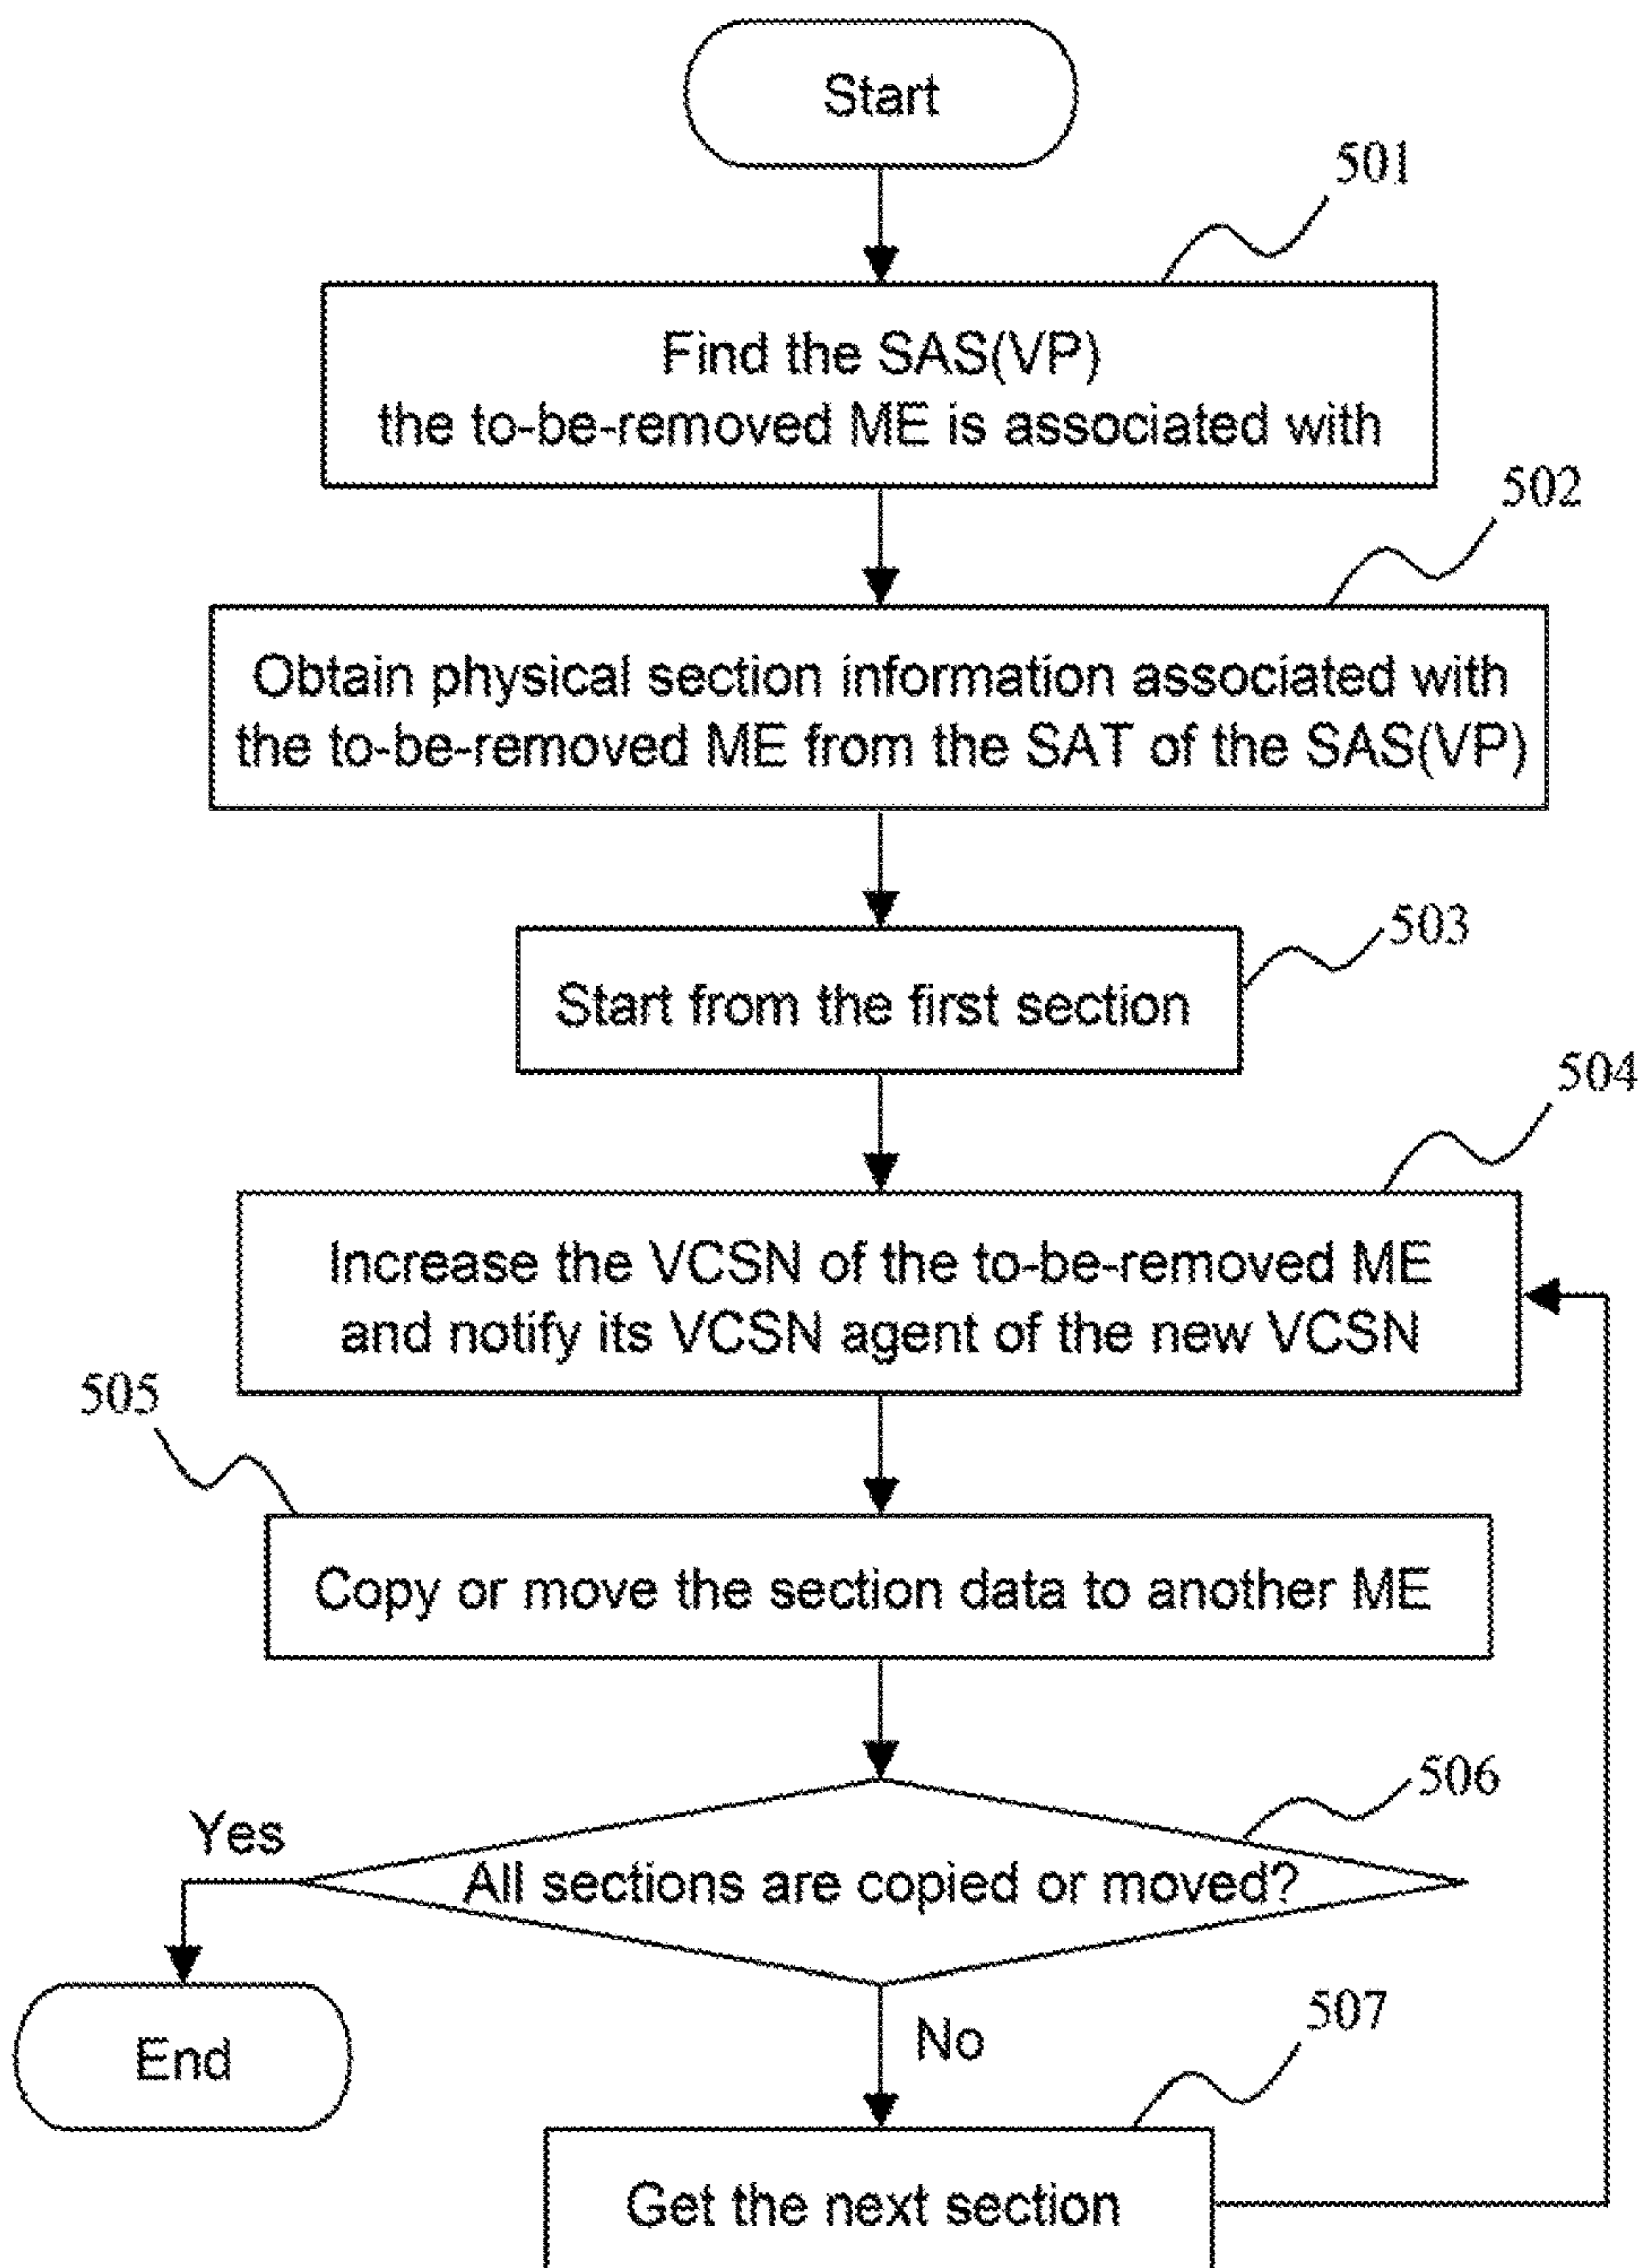 Start
501
Find the SAS(VP)
the to-be-removed ME is associated with
502
Obtain physical section information associated with
the to-be-removed ME from the SAT of the SAS(VP)
503
Start from the first section
504
Increase the VCSN of the to-be-removed ME
and notify its VCSN agent of the new VCSN
505
Copy or move the section data to another ME
506
Yes
All sections are copied or moved?
507
No
End
Get the next section